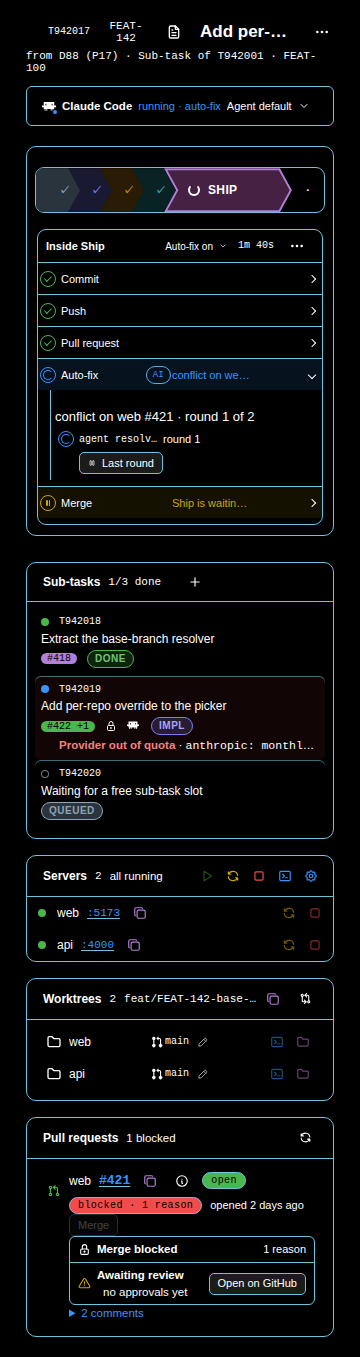 T942017 FEAT-142 Add per-…
from D88 (P17) · Sub-task of T942001 · FEAT-100
Claude Code running · auto-fix Agent default
SHIP
Inside Ship Auto-fix on 1m 40s
Commit
Push
Pull request
Auto-fix AI conflict on we…
conflict on web #421 · round 1 of 2
agent resolv… round 1
Last round
Merge Ship is waitin…
Sub-tasks 1/3 done
T942018
Extract the base-branch resolver
#418 DONE
T942019
Add per-repo override to the picker
#422 +1 IMPL
Provider out of quota · anthropic: monthl…
T942020
Waiting for a free sub-task slot
QUEUED
Servers 2 all running
web :5173
api :4000
Worktrees 2 feat/FEAT-142-base-…
web main
api main
Pull requests 1 blocked
web #421 open
blocked · 1 reason opened 2 days ago
Merge
Merge blocked 1 reason
Awaiting review
no approvals yet
Open on GitHub
2 comments